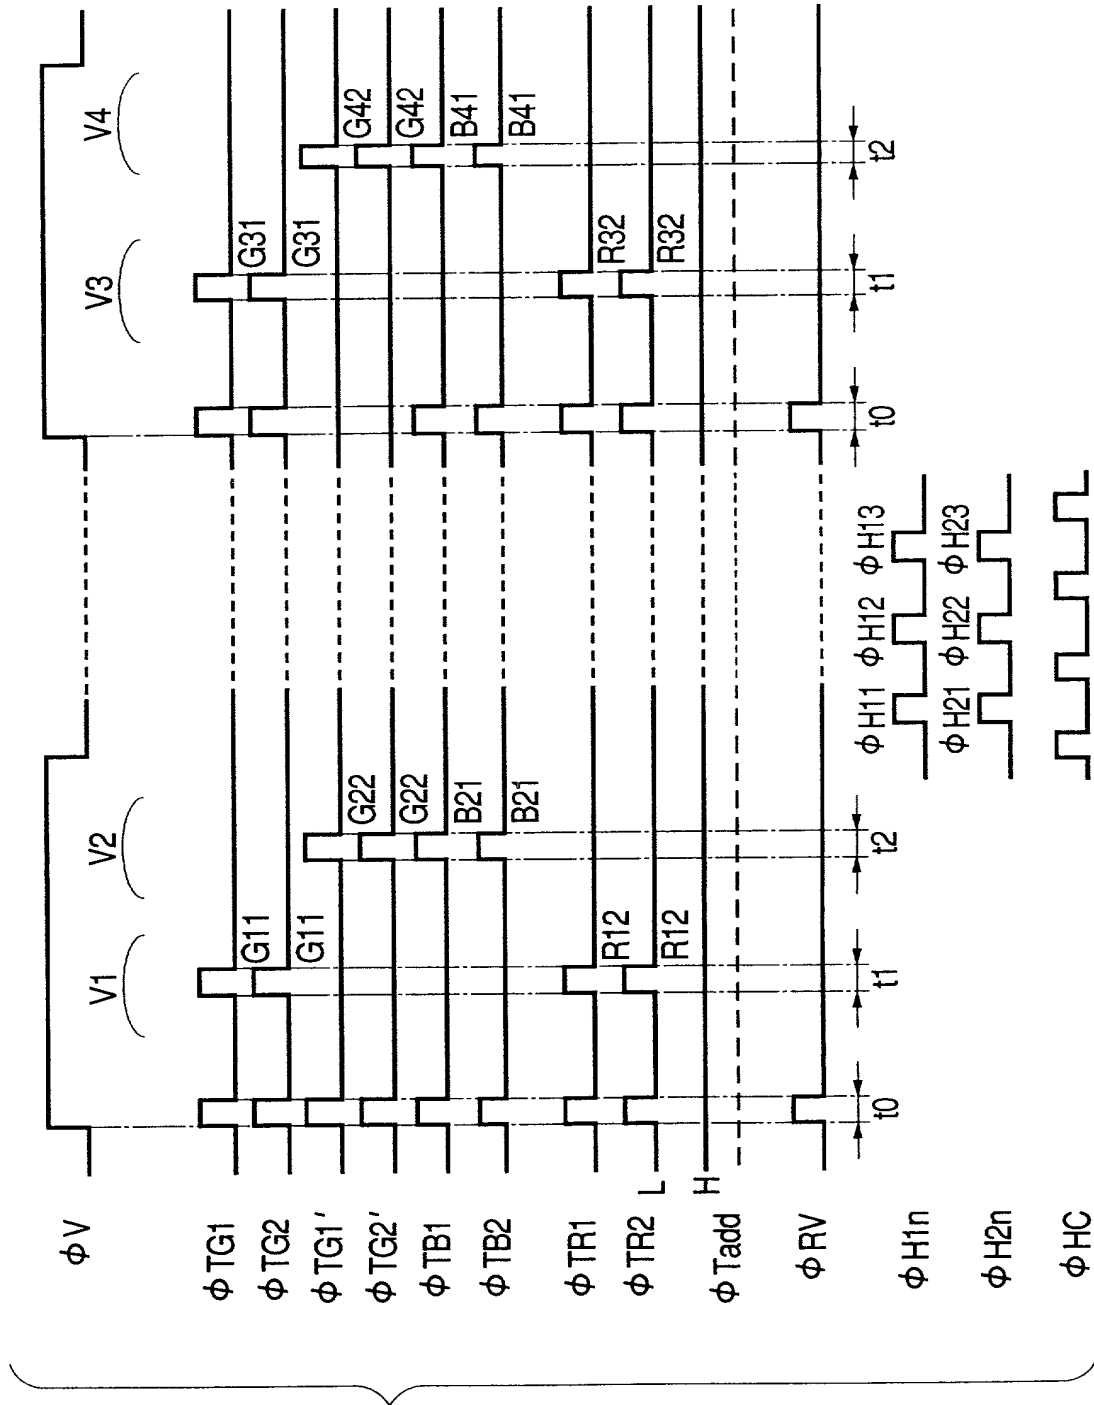 φV
V1
V2
V3
V4
φTG1
G11
G31
φTG2
G11
G31
φTG1'
G22
G42
φTG2'
G22
G42
φTB1
B21
B41
φTB2
B21
B41
φTR1
R12
R32
φTR2
R12
R32
L
H
φTadd
φRV
t0
t1
t2
t0
t1
t2
φH1n
φH11
φH12
φH13
φH2n
φH21
φH22
φH23
φHC